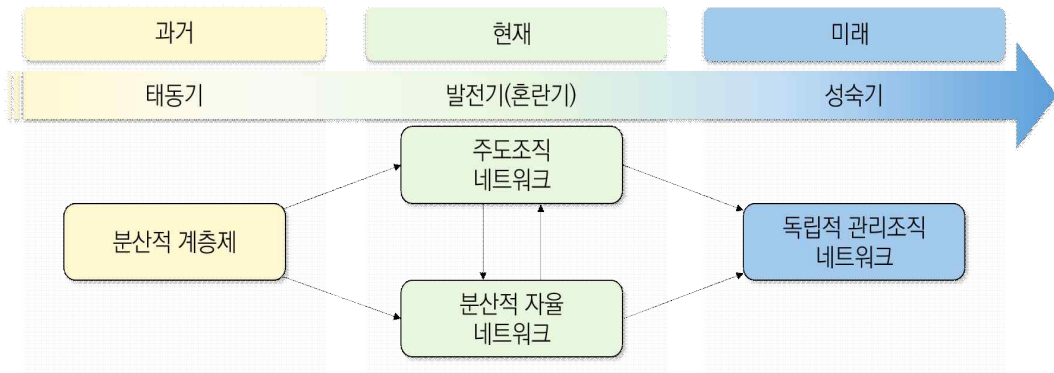 과거
현재
미래
태동기
발전기(혼란기)
성숙기
주도조직
네트워크
분산적 계층제
독립적 관리조직
네트워크
분산적 자율
네트워크